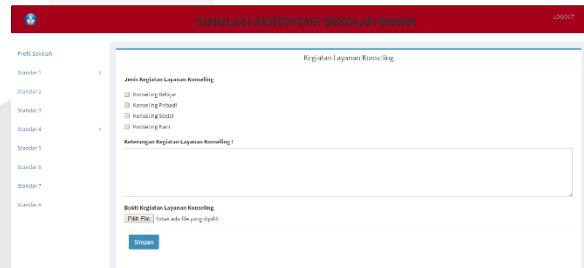 SIMULASI AKREDITASI SEKOLAH DASAR
LOGOUT
Profil Sekolah
Standar 1
Standar 2
Standar 3
Standar 4
Standar 5
Standar 6
Standar 7
Standar 8
Kegiatan Layanan Konseling
Jenis Kegiatan Layanan Konseling
Konseling Belajar
Konseling Pribadi
Konseling Sosial
Konseling Karir
Keterangan Kegiatan Layanan Konseling :
Bukti Kegiatan Layanan Konseling
Pilih File Tidak ada file yang dipilih
Simpan